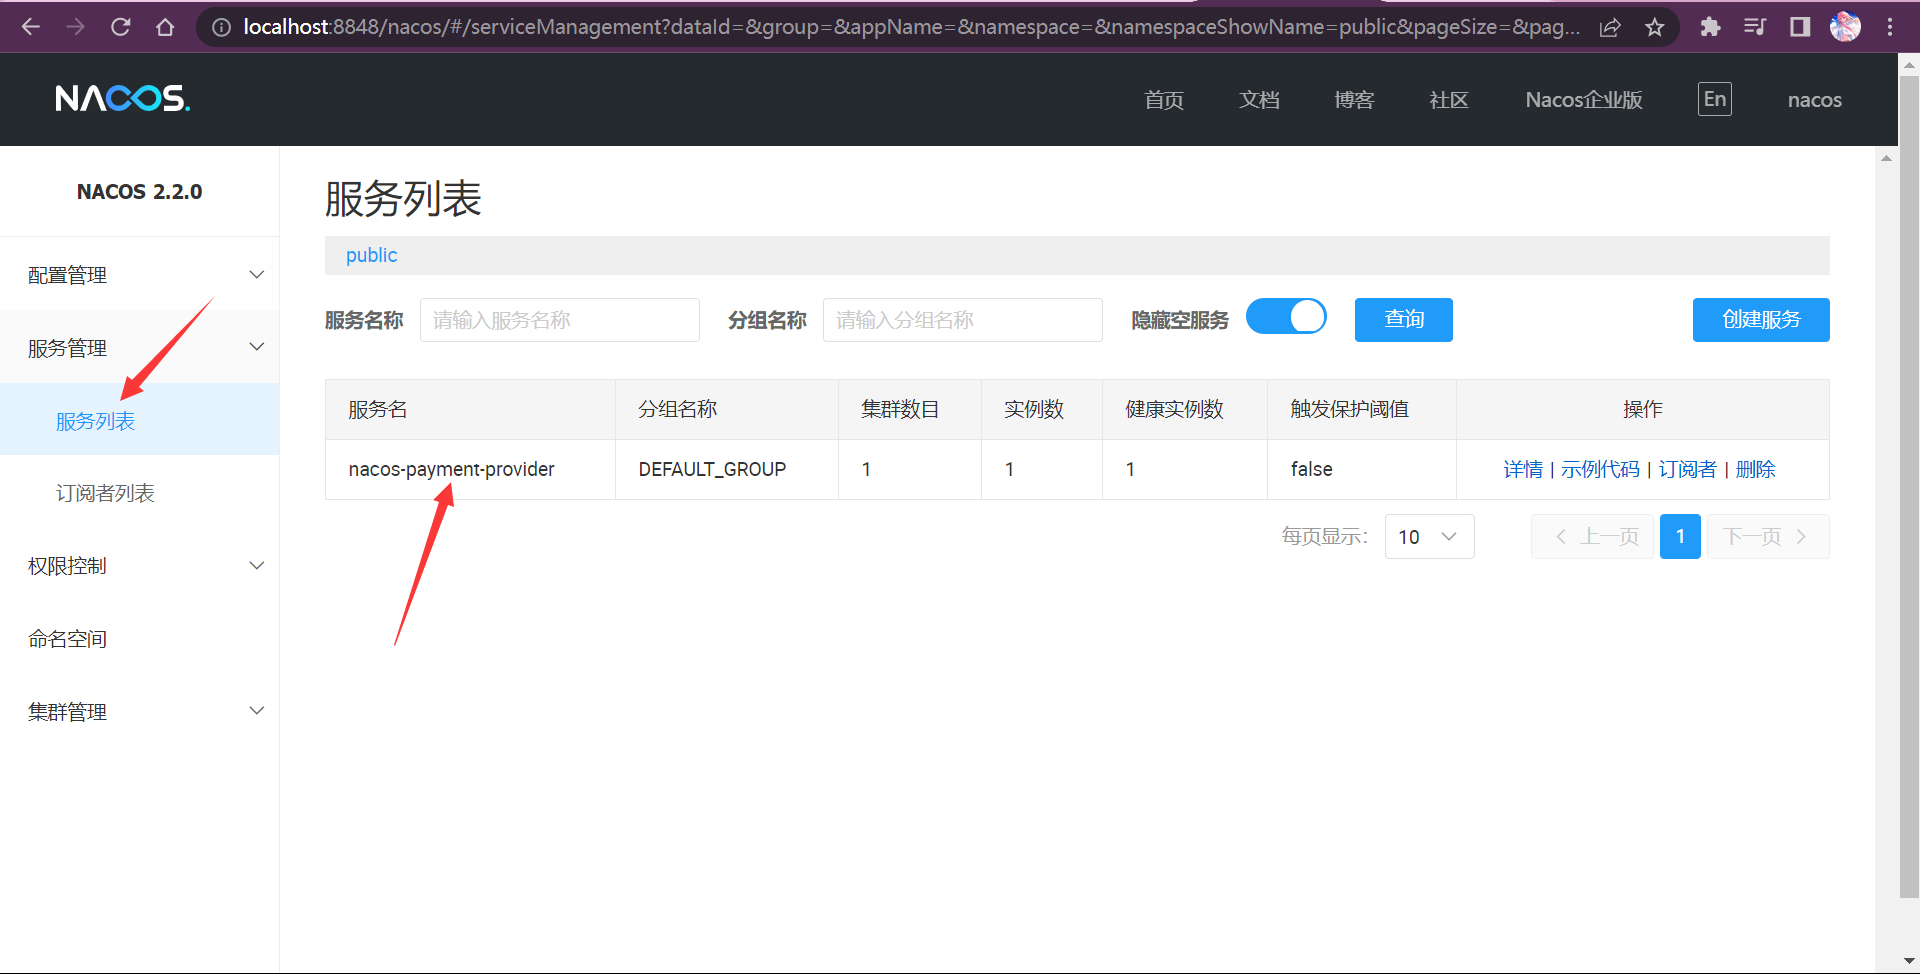 localhost:8848/nacos/#/serviceManagement?dataId=&group=&appName=&namespace=&namespaceShowName=public&pageSize=&pag...
NACOS.
首页 文档 博客 社区 Nacos企业版 En nacos
NACOS 2.2.0
配置管理
服务管理
服务列表
订阅者列表
权限控制
命名空间
集群管理
服务列表
public
服务名称 请输入服务名称 分组名称 请输入分组名称 隐藏空服务 查询 创建服务
服务名 分组名称 集群数目 实例数 健康实例数 触发保护阈值 操作
nacos-payment-provider DEFAULT_GROUP 1 1 1 false 详情 | 示例代码 | 订阅者 | 删除
每页显示: 10 上一页 1 下一页